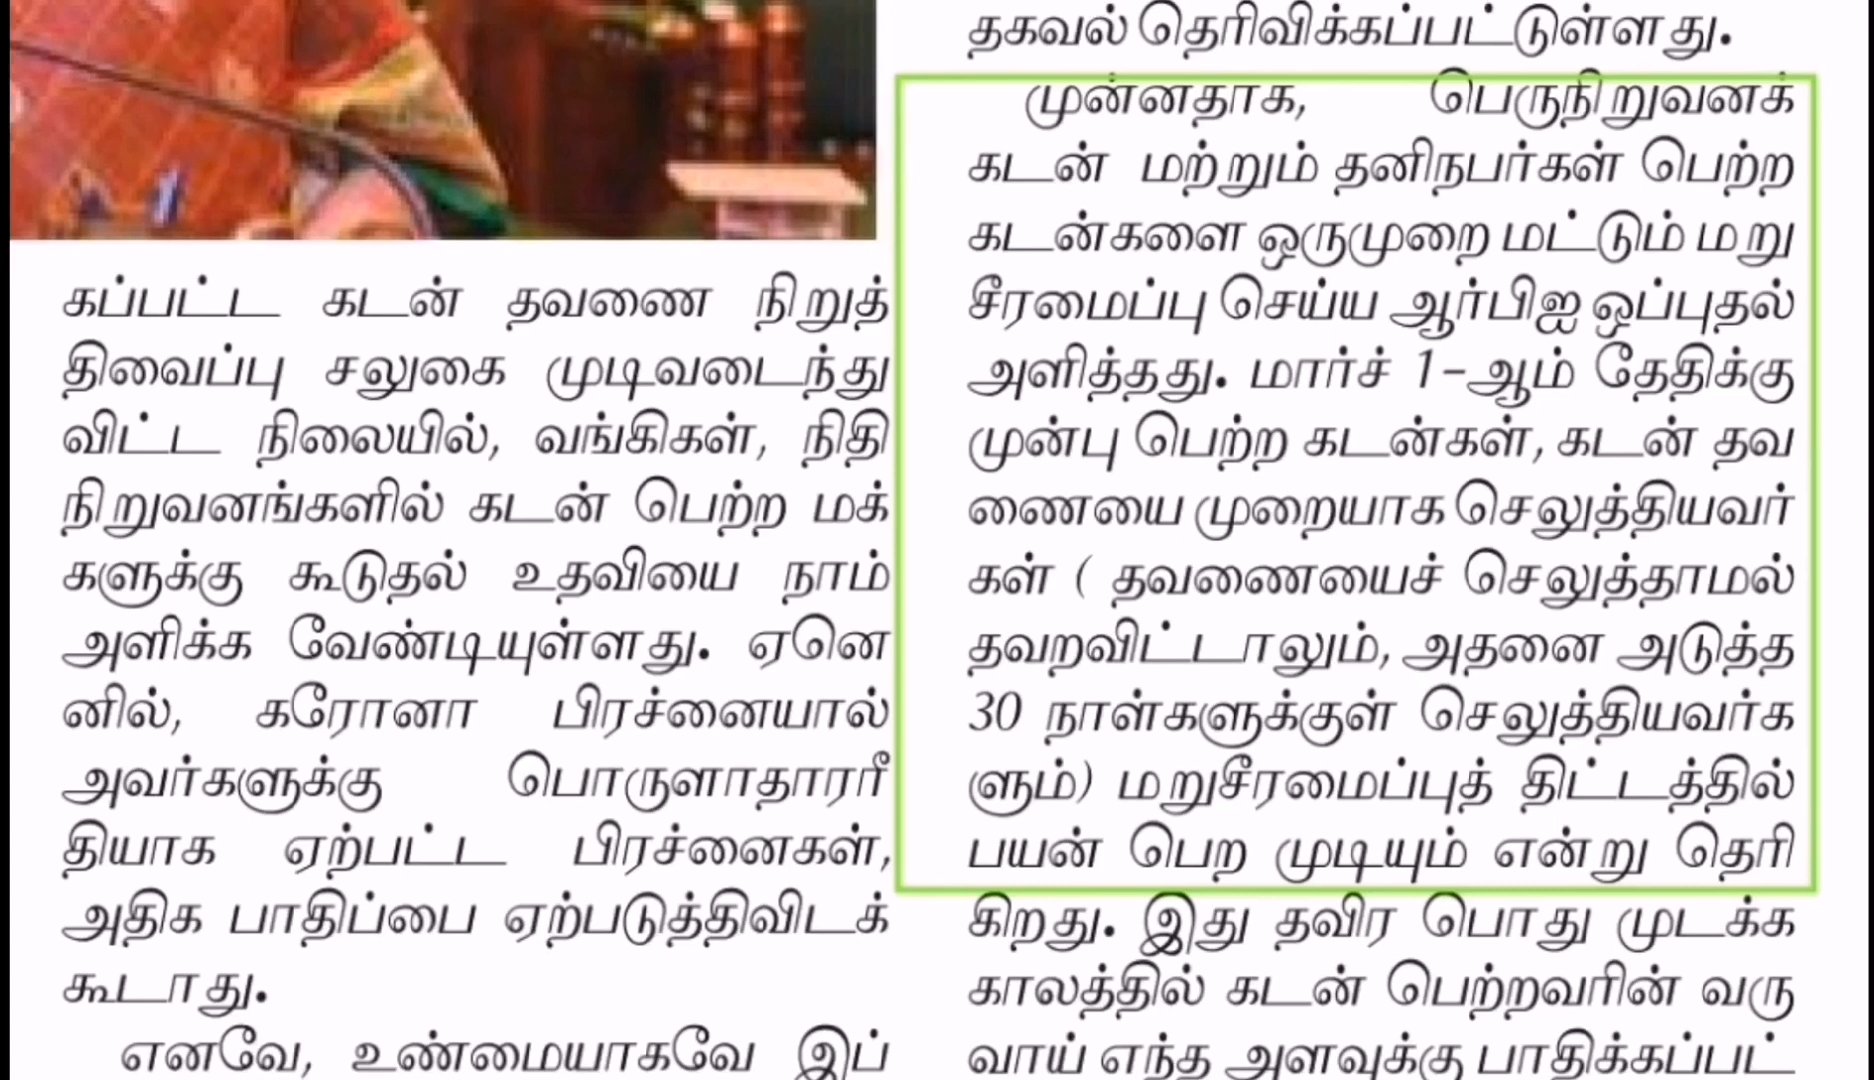 கப்பட்ட கடன் தவணை நிறுத்
திவைப்பு சலுகை முடிவடைந்து
விட்ட நிலையில், வங்கிகள், நிதி
நிறுவனங்களில் கடன் பெற்ற மக்
களுக்கு கூடுதல் உதவியை நாம்
அளிக்க வேண்டியுள்ளது. ஏனெ
னில், கரோனா பிரச்னையால்
அவர்களுக்கு பொருளாதாரரீ
தியாக ஏற்பட்ட பிரச்னைகள்,
அதிக பாதிப்பை ஏற்படுத்திவிடக்
கூடாது.
எனவே, உண்மையாகவே இப்
தகவல் தெரிவிக்கப்பட்டுள்ளது.
முன்னதாக, பெருநிறுவனக்
கடன் மற்றும் தனிநபர்கள் பெற்ற
கடன்களை ஒருமுறை மட்டும் மறு
சீரமைப்பு செய்ய ஆர்பிஐ ஒப்புதல்
அளித்தது. மார்ச் 1-ஆம் தேதிக்கு
முன்பு பெற்ற கடன்கள், கடன் தவ
ணையை முறையாக செலுத்தியவர்
கள் ( தவணையைச் செலுத்தாமல்
தவறவிட்டாலும், அதனை அடுத்த
30 நாள்களுக்குள் செலுத்தியவர்க
ளும்) மறுசீரமைப்புத் திட்டத்தில்
பயன் பெற முடியும் என்று தெரி
கிறது. இது தவிர பொது முடக்க
காலத்தில் கடன் பெற்றவரின் வரு
வாய் எந்த அளவுக்கு பாதிக்கப்பட்